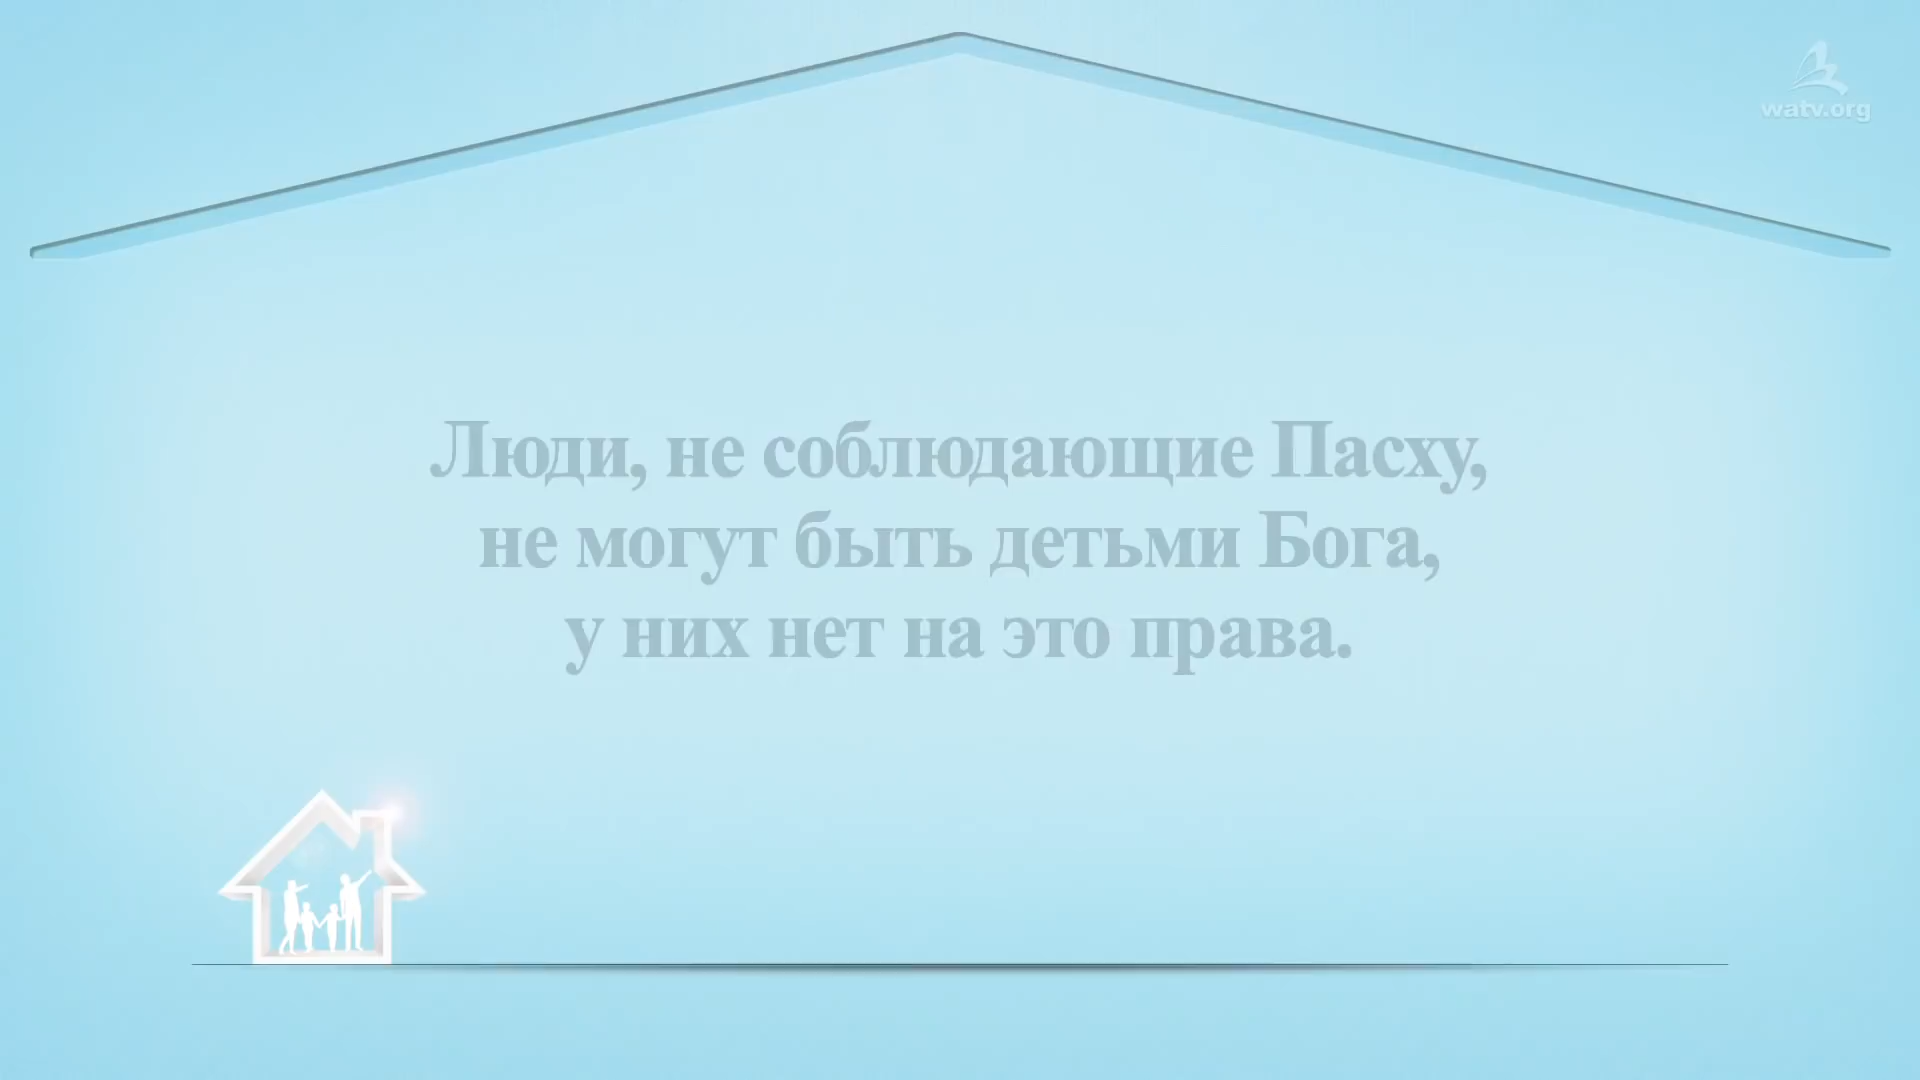 watv.org
Люди, не соблюдающие Пасху,
не могут быть детьми Бога,
у них нет на это права.